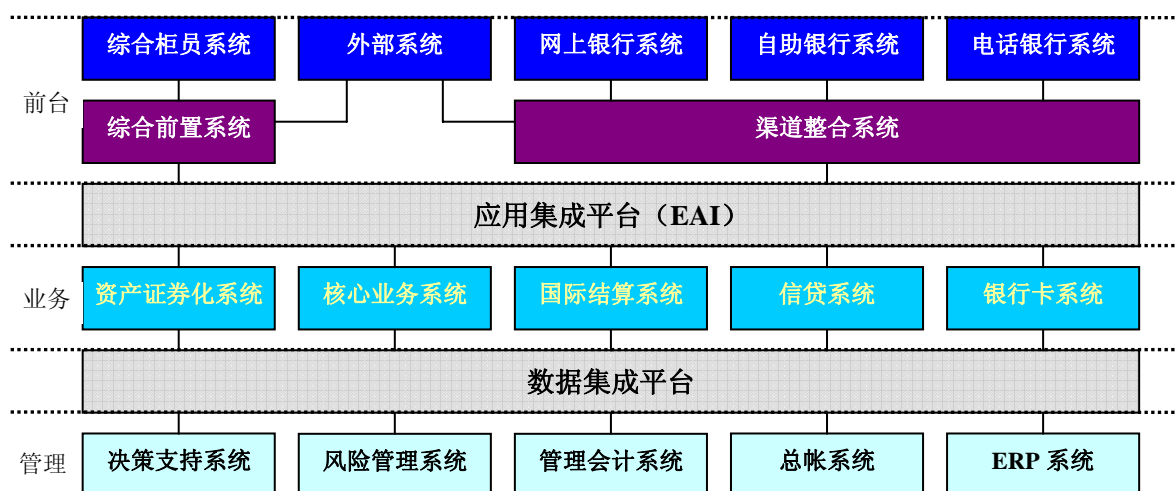 综合柜员系统
外部系统
网上银行系统
自助银行系统
电话银行系统
前台
综合前置系统
渠道整合系统
应用集成平台（EAI）
业务
资产证券化系统
核心业务系统
国际结算系统
信贷系统
银行卡系统
数据集成平台
管理
决策支持系统
风险管理系统
管理会计系统
总帐系统
ERP 系统